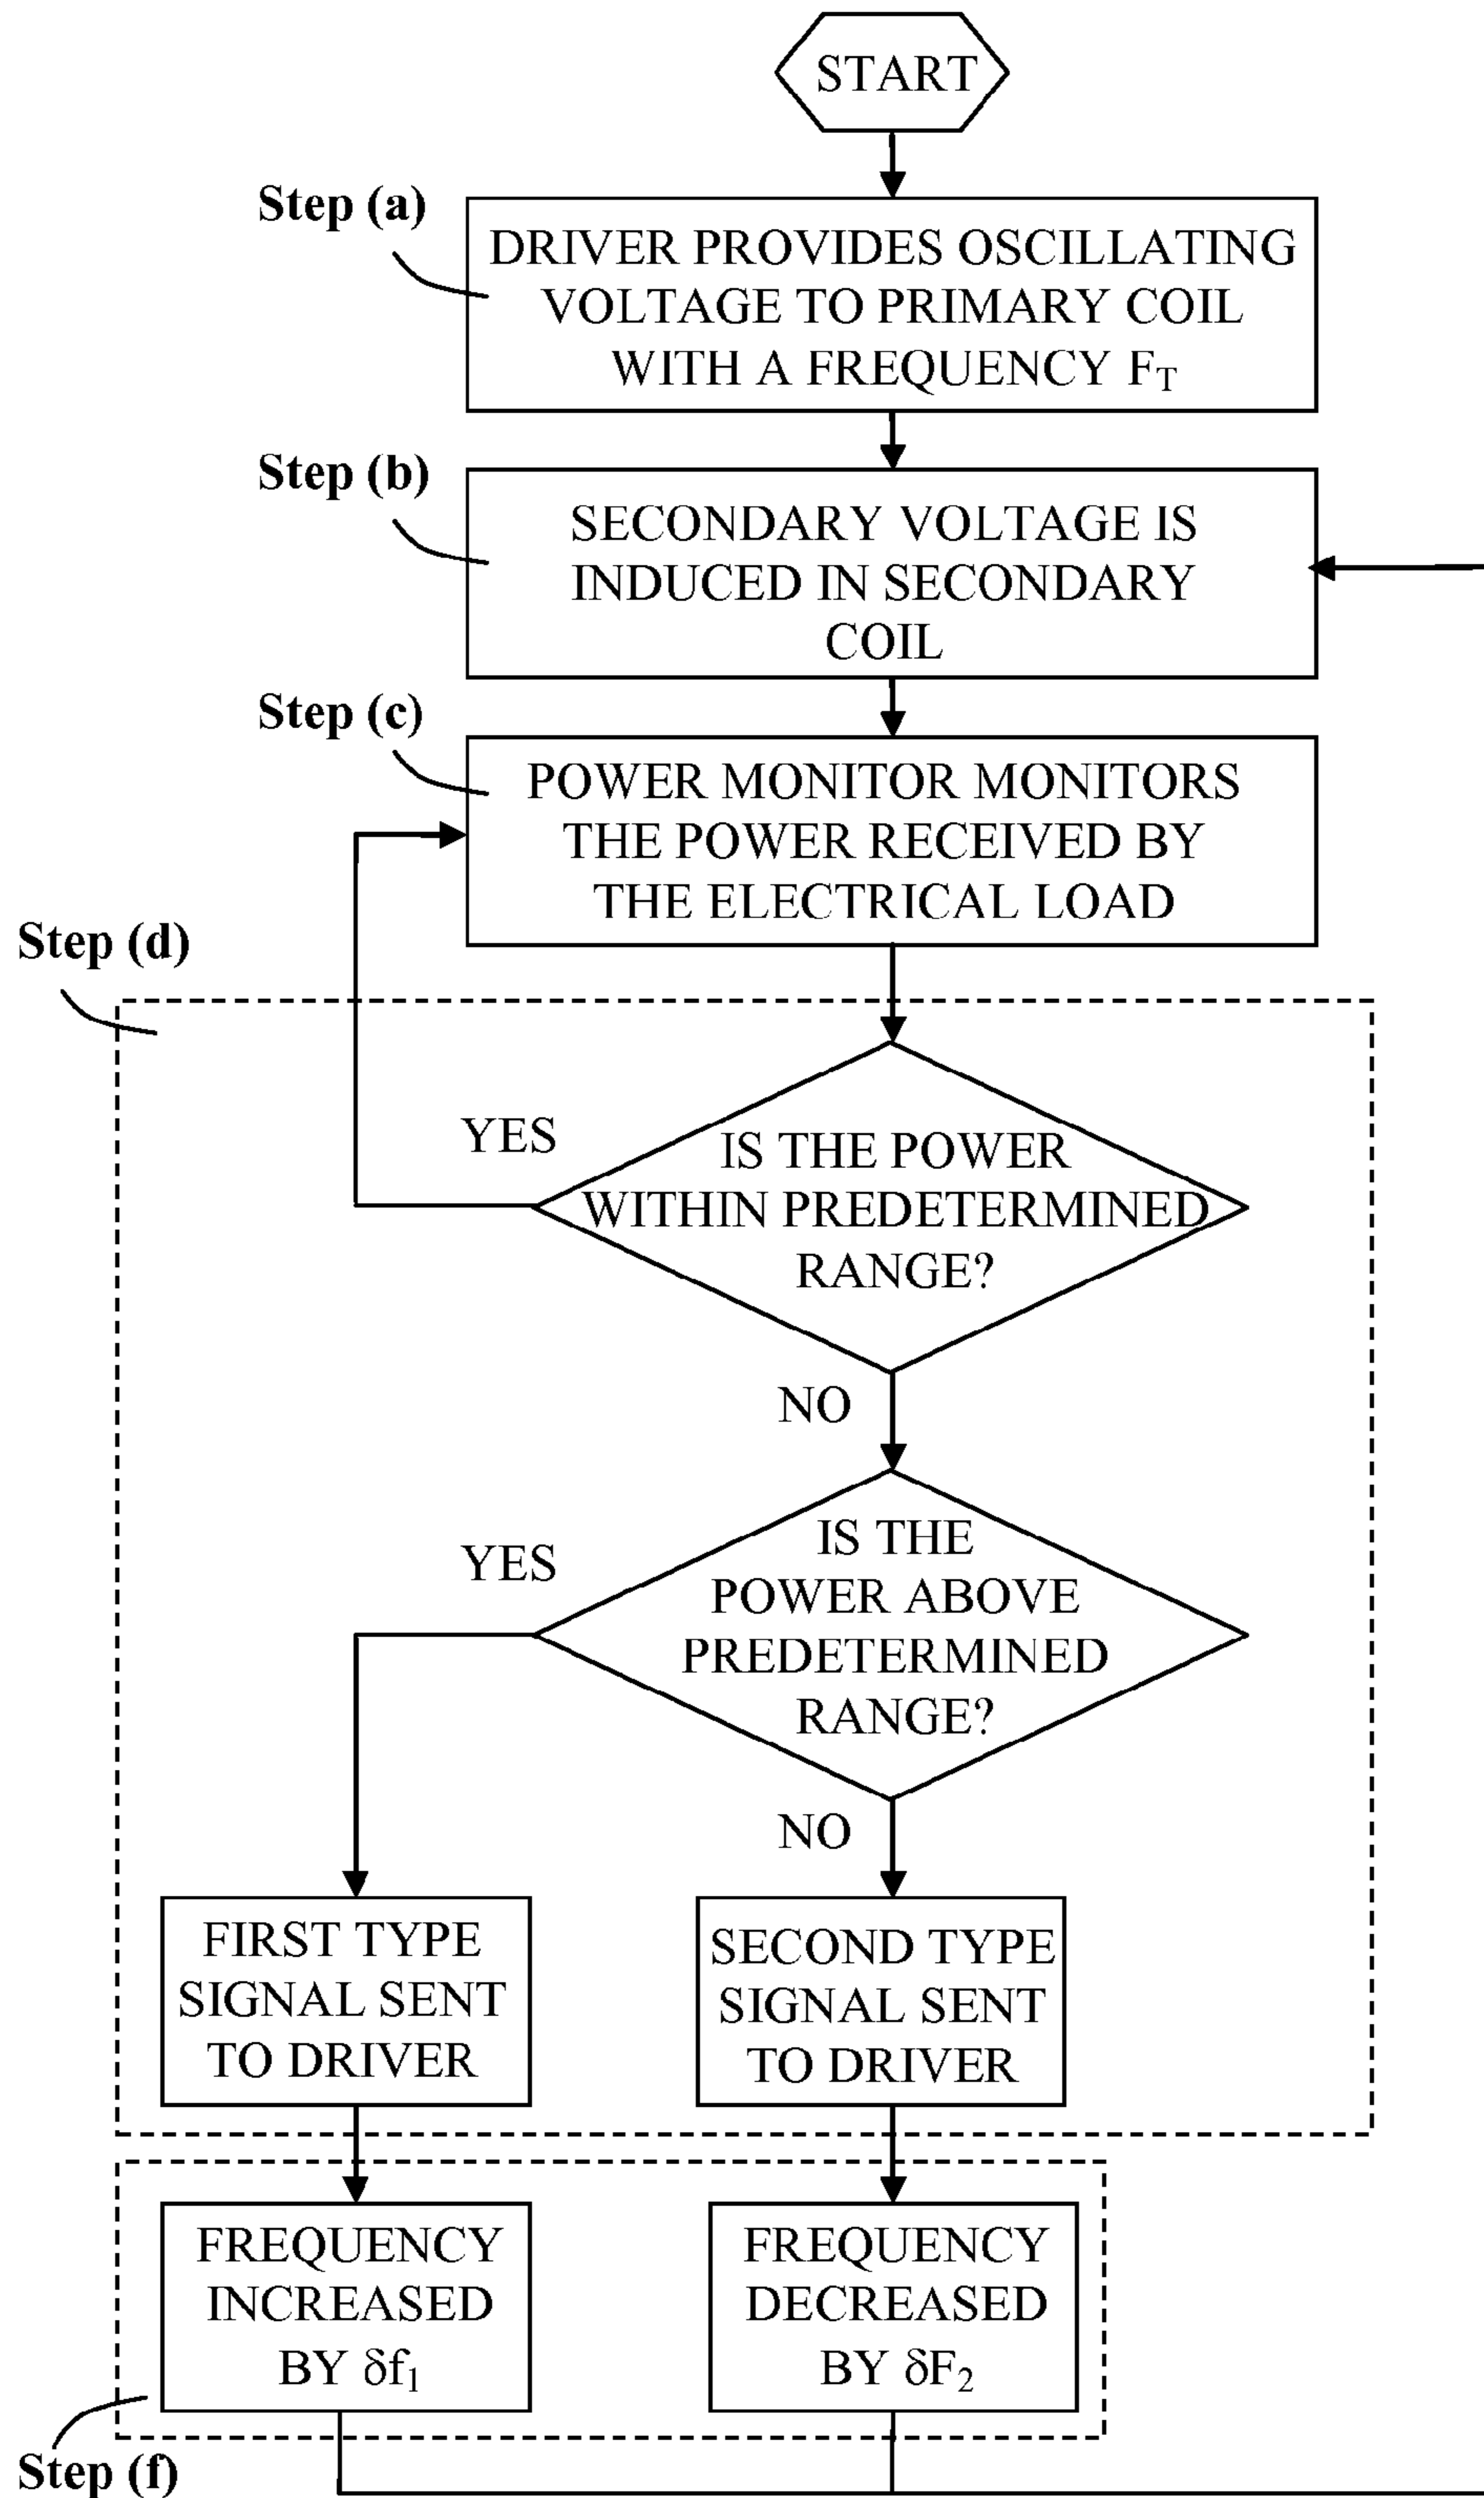 START
Step (a)
DRIVER PROVIDES OSCILLATING
VOLTAGE TO PRIMARY COIL
WITH A FREQUENCY F_T
Step (b)
SECONDARY VOLTAGE IS
INDUCED IN SECONDARY
COIL
Step (c)
POWER MONITOR MONITORS
THE POWER RECEIVED BY
THE ELECTRICAL LOAD
Step (d)
YES
IS THE POWER
WITHIN PREDETERMINED
RANGE?
NO
YES
IS THE
POWER ABOVE
PREDETERMINED
RANGE?
NO
FIRST TYPE
SIGNAL SENT
TO DRIVER
SECOND TYPE
SIGNAL SENT
TO DRIVER
FREQUENCY
INCREASED
BY δf₁
FREQUENCY
DECREASED
BY δF₂
Step (f)